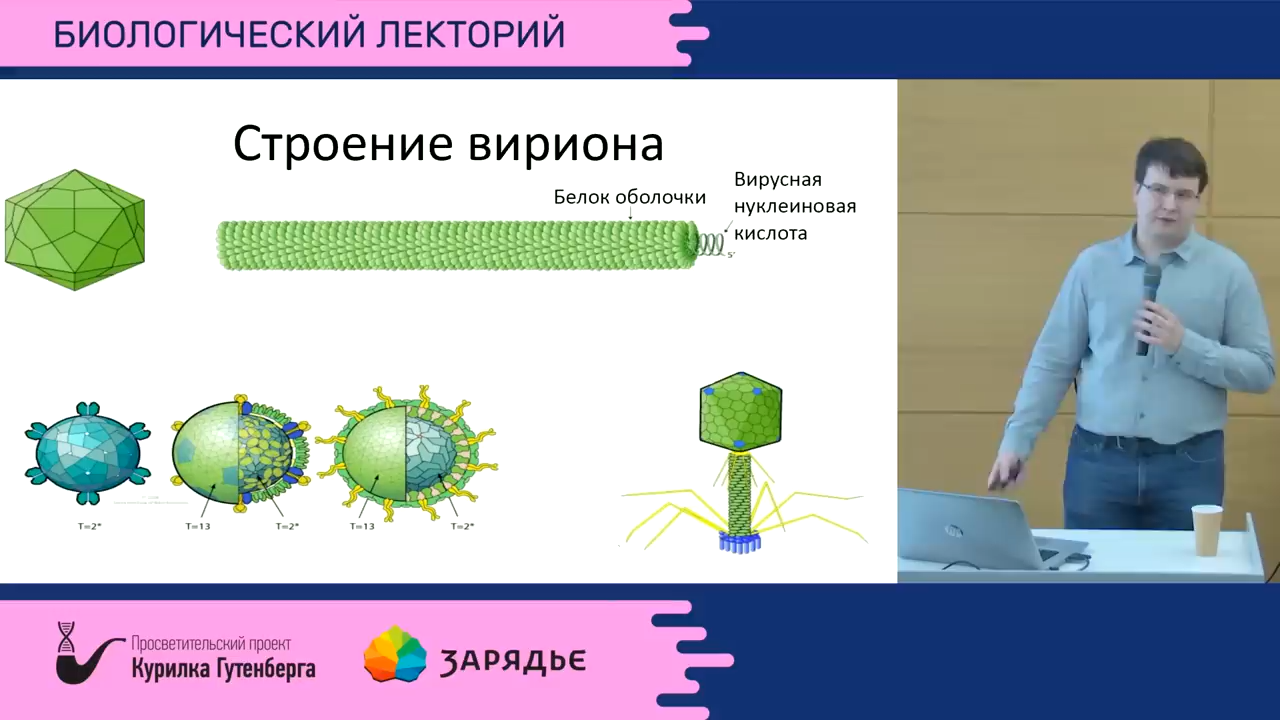 БИОЛОГИЧЕСКИЙ ЛЕКТОРИЙ
Строение вириона
Белок оболочки
Вирусная
нуклеиновая
кислота
5'
T=2*
T=13
T=2*
T=13
T=2*
Просветительский проект
Курилка Гутенберга
ЗАРЯДЬЕ